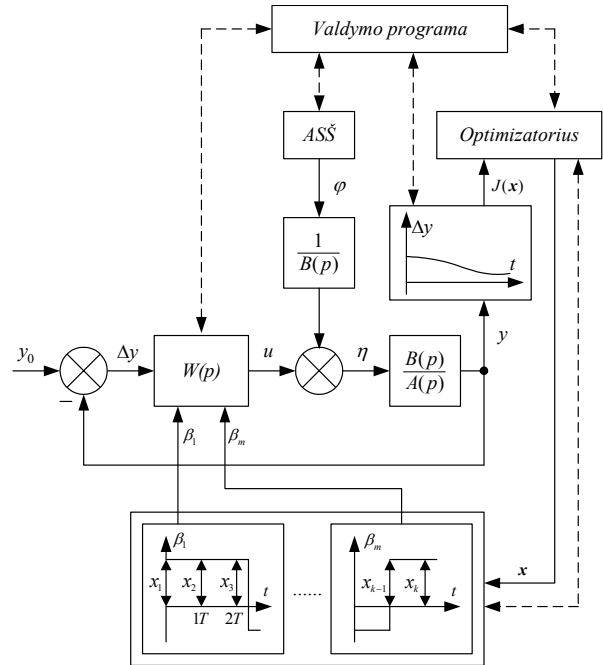 Valdymo programa
ASŠ
Optimizatorius
φ
J(x)
Δy
t
1
B(p)
y
y₀
Δy
W(p)
u
η
B(p)
A(p)
−
β₁
βₘ
β₁
x₁
x₂
x₃
t
1T
2T
......
βₘ
xₖ₋₁
xₖ
t
x